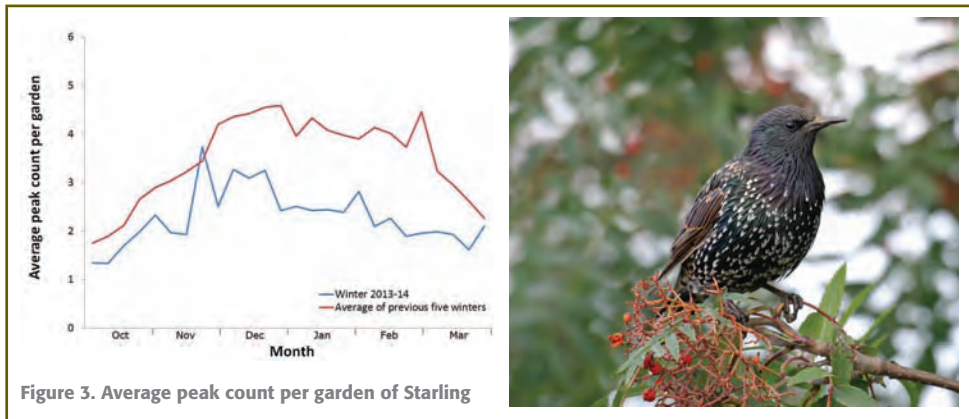 6
5
4
3
2
1
0
Average peak count per garden
Winter 2013-14
Average of previous five winters
Oct
Nov
Dec
Jan
Feb
Mar
Month
Figure 3. Average peak count per garden of Starling